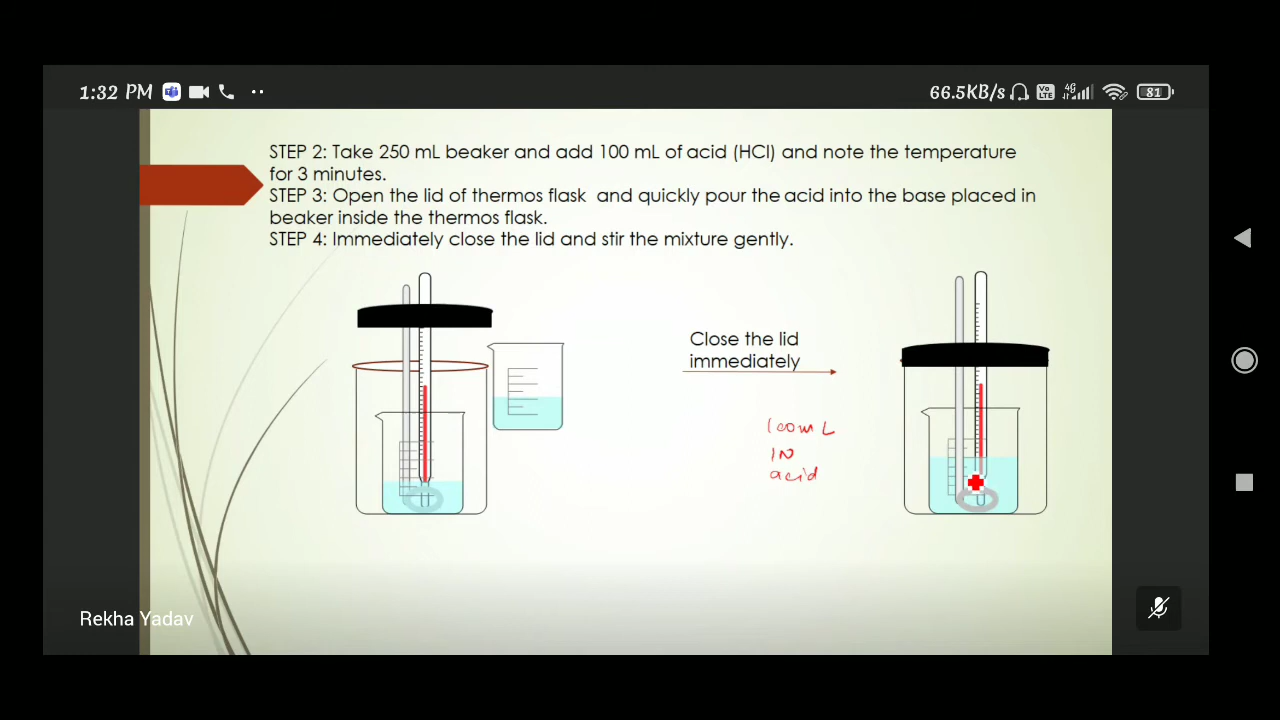 1:32 PM
66.5KB/s
Vo
LTE
4G
81
STEP 2: Take 250 mL beaker and add 100 mL of acid (HCl) and note the temperature
for 3 minutes.
STEP 3: Open the lid of thermos flask and quickly pour the acid into the base placed in
beaker inside the thermos flask.
STEP 4: Immediately close the lid and stir the mixture gently.
Close the lid
immediately
100mL
1N
acid
Rekha Yadav